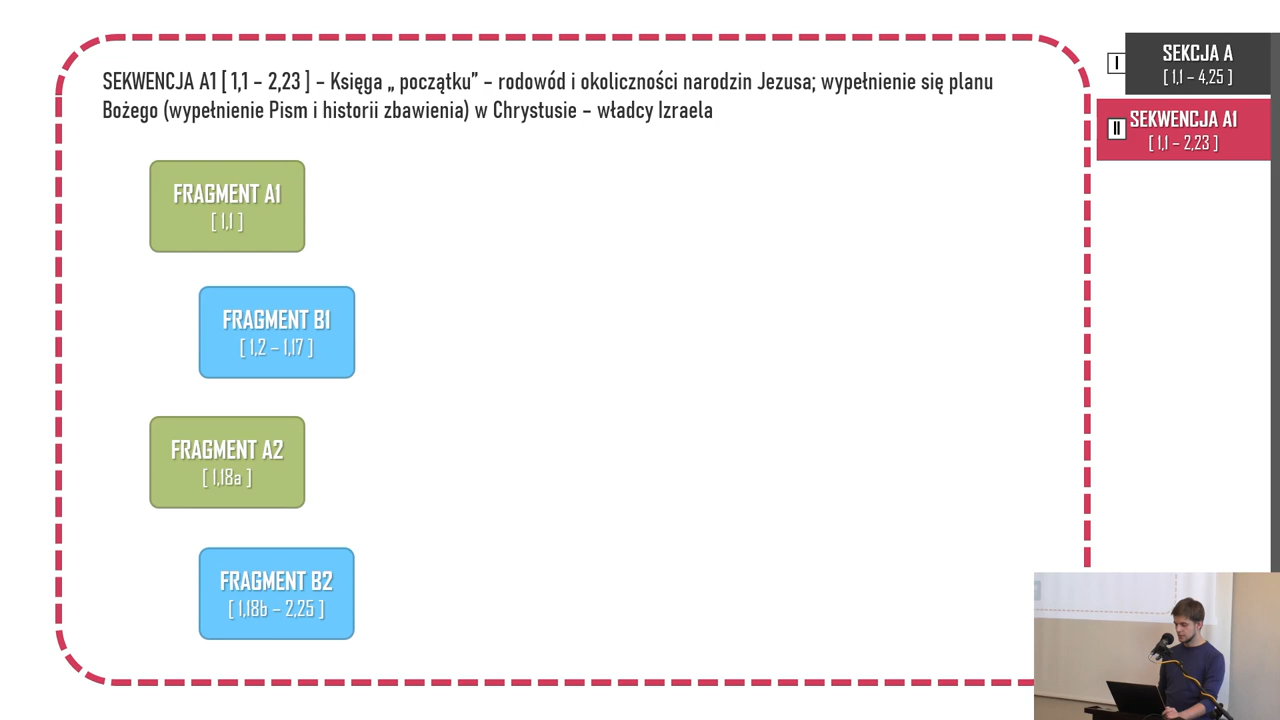 SEKWENCJA A1 [ 1,1 – 2,23 ] – Księga „ początku” – rodowód i okoliczności narodzin Jezusa; wypełnienie się planu
Bożego (wypełnienie Pism i historii zbawienia) w Chrystusie – władcy Izraela
FRAGMENT A1
[ 1,1 ]
FRAGMENT B1
[ 1,2 – 1,17 ]
FRAGMENT A2
[ 1,18a ]
FRAGMENT B2
[ 1,18b – 2,25 ]
I
SEKCJA A
[ 1,1 – 4,25 ]
II
SEKWENCJA A1
[ 1,1 – 2,23 ]